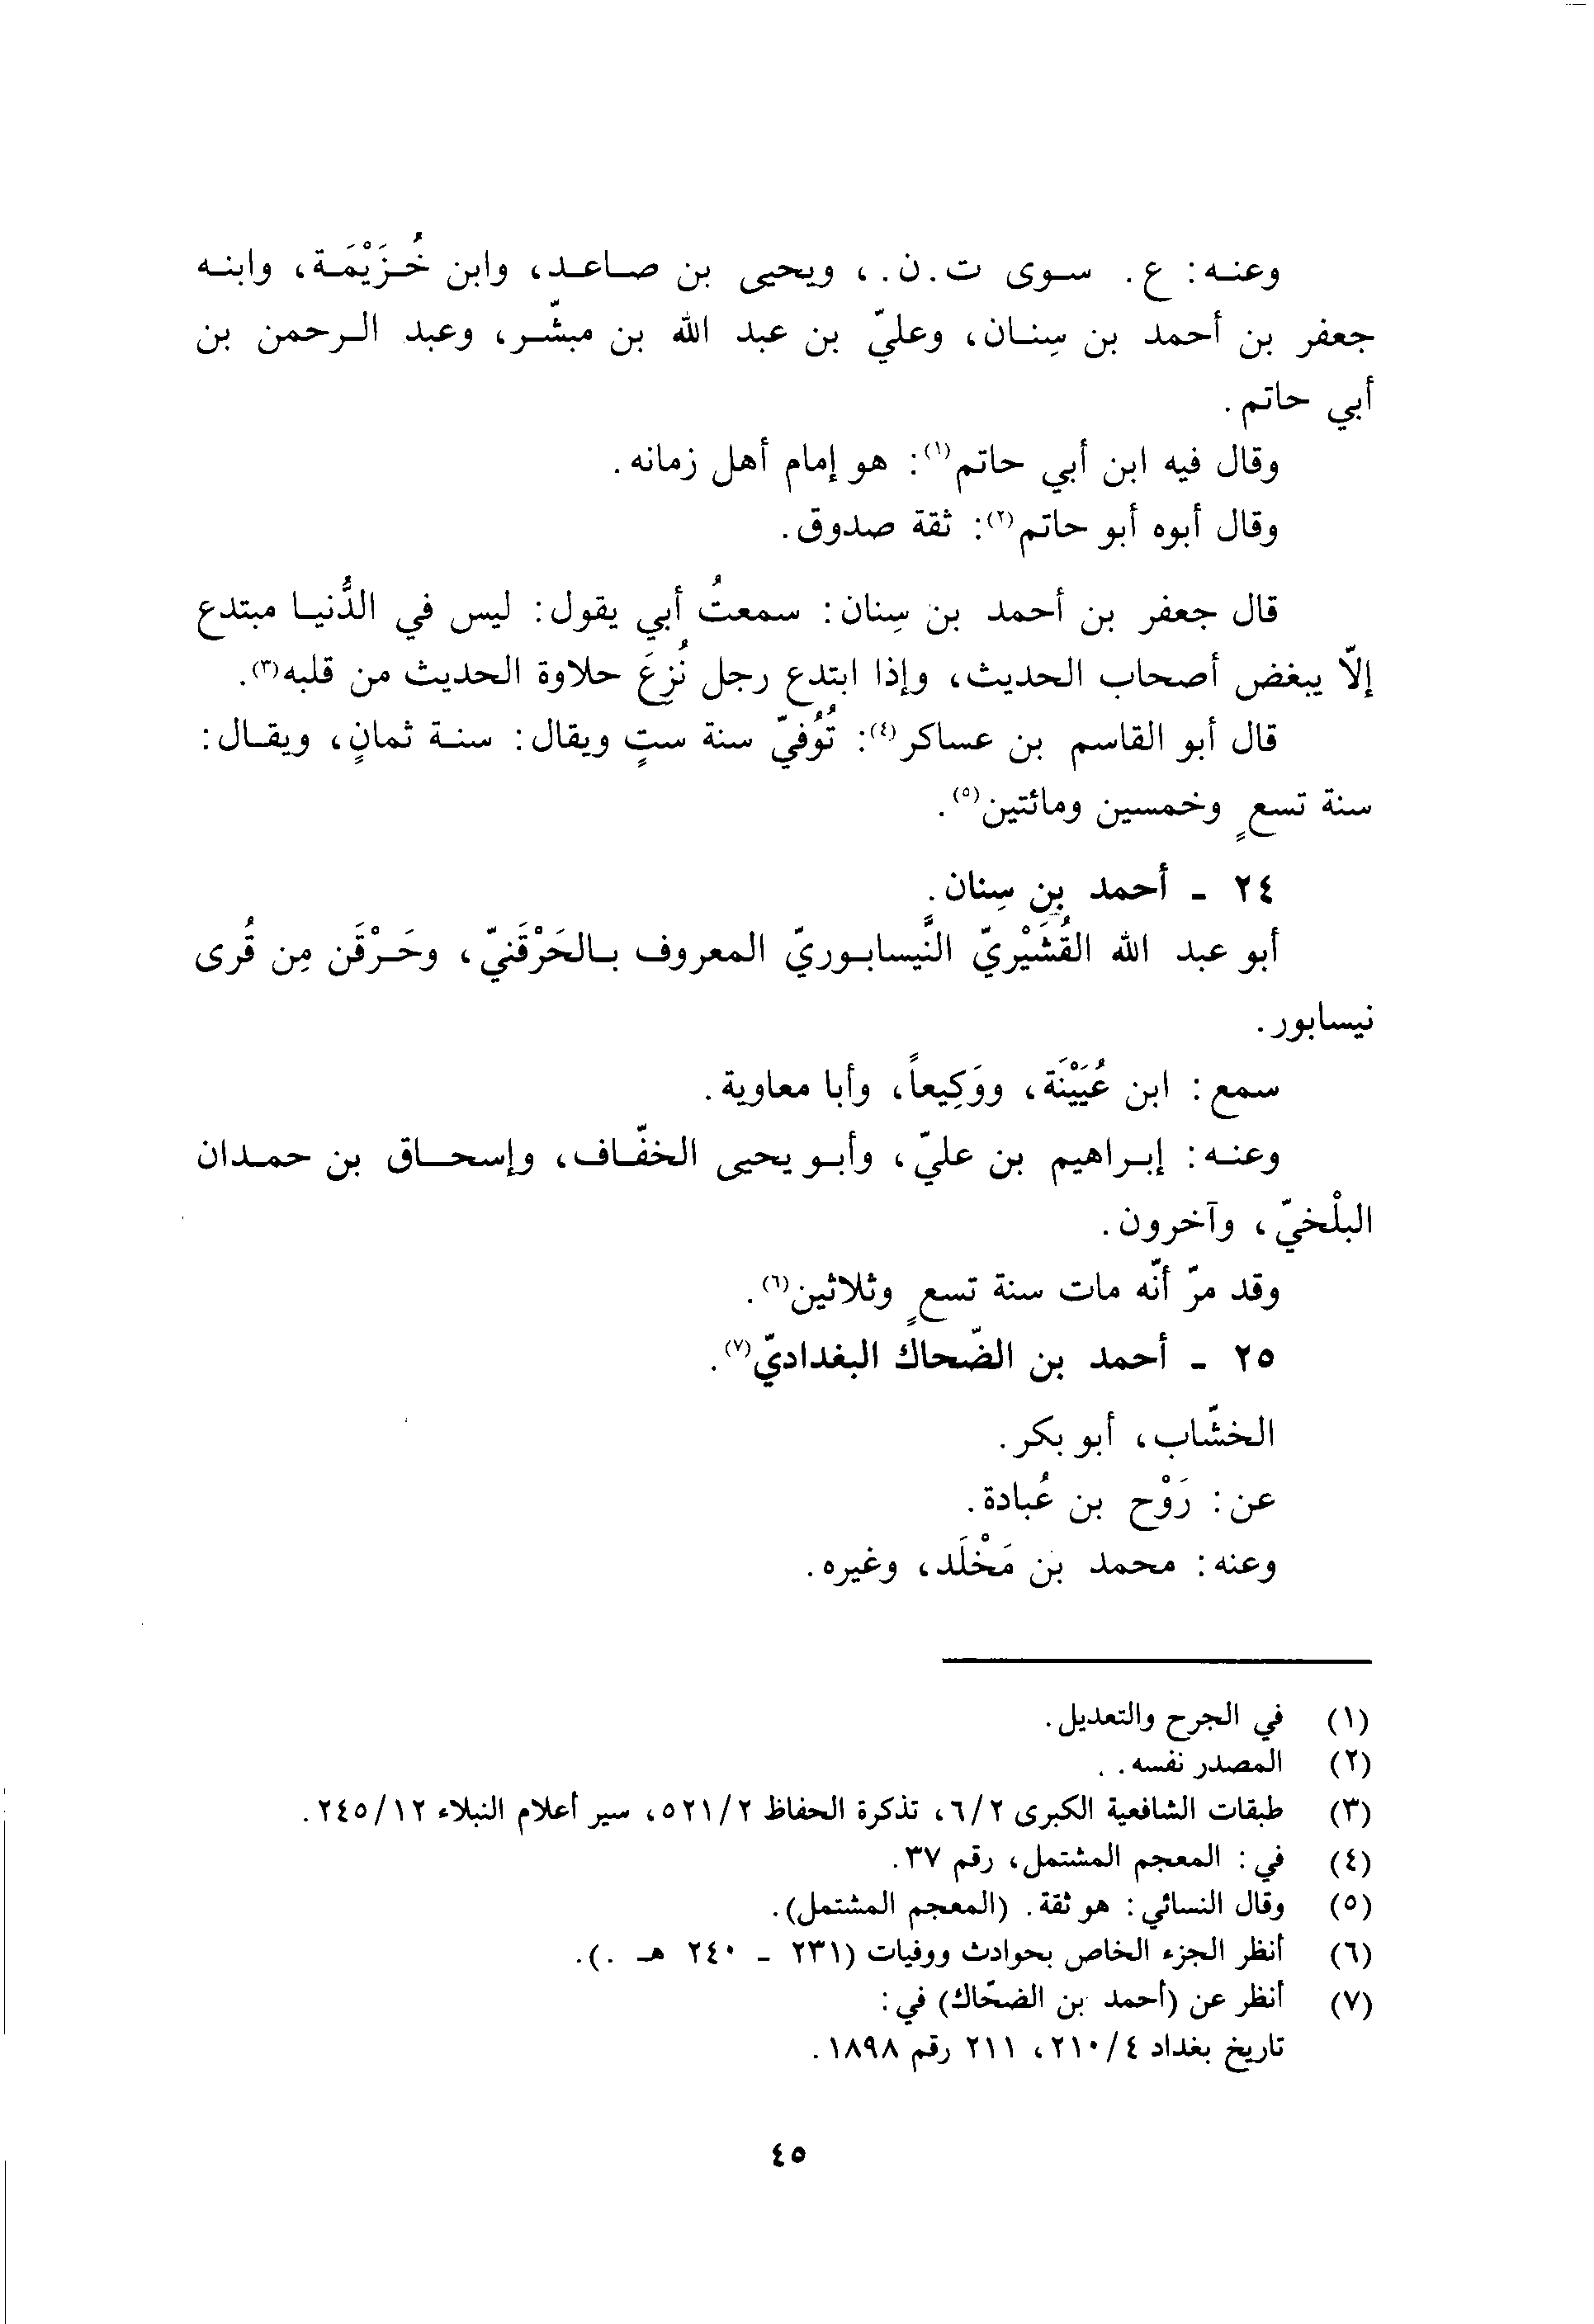 وعنه: ع. سوى ت.ن.، ويحيى بن صاعد، وابن خُزَيْمَة، وابنه
جعفر بن أحمد بن سِنان، وعليّ بن عبد الله بن مبشّر، وعبد الرحمن بن
أبي حاتم.
وقال فيه ابن أبي حاتم(١): هو إمام أهل زمانه.
وقال أبوه أبو حاتم(٢): ثقة صدوق.
قال جعفر بن أحمد بن سِنان: سمعتُ أبي يقول: ليس في الدُّنيا مبتدع
إلّا يبغض أصحاب الحديث، وإذا ابتدع رجل نُزِعَ حلاوة الحديث من قلبه(٣).
قال أبو القاسم بن عساكر(٤): تُوُفيّ سنة ستٍ ويقال: سنة ثمانٍ، ويقال:
سنة تسعٍ وخمسين ومائتين(٥).
٢٤ ـ أحمد بن سِنان.
أبو عبد الله القُشَيْريّ النَّيسابوريّ المعروف بالحَرْقَنيّ، وحَرْقَن مِن قُرى
نيسابور.
سمع: ابن عُيَيْنَة، ووَكِيعاً، وأبا معاوية.
وعنه: إبراهيم بن عليّ، وأبو يحيى الخفّاف، وإسحاق بن حمدان
البلْخيّ، وآخرون.
وقد مرّ أنّه مات سنة تسعٍ وثلاثين(٦).
٢٥ ـ أحمد بن الضّحاك البغداديّ(٧).
الخشّاب، أبو بكر.
عن: رَوْح بن عُبادة.
وعنه: محمد بن مَخْلَد، وغيره.
(١) في الجرح والتعديل.
(٢) المصدر نفسه. .
(٣) طبقات الشافعية الكبرى ٦/٢، تذكرة الحفاظ ٥٢١/٢، سير أعلام النبلاء ٢٤٥/١٢.
(٤) في: المعجم المشتمل، رقم ٣٧.
(٥) وقال النسائي: هو ثقة. (المعجم المشتمل).
(٦) أنظر الجزء الخاص بحوادث ووفيات (٢٣١ ـ ٢٤٠ هـ .).
(٧) أنظر عن (أحمد بن الضحّاك) في:
تاريخ بغداد ٢١٠/٤، ٢١١ رقم ١٨٩٨.
٤٥